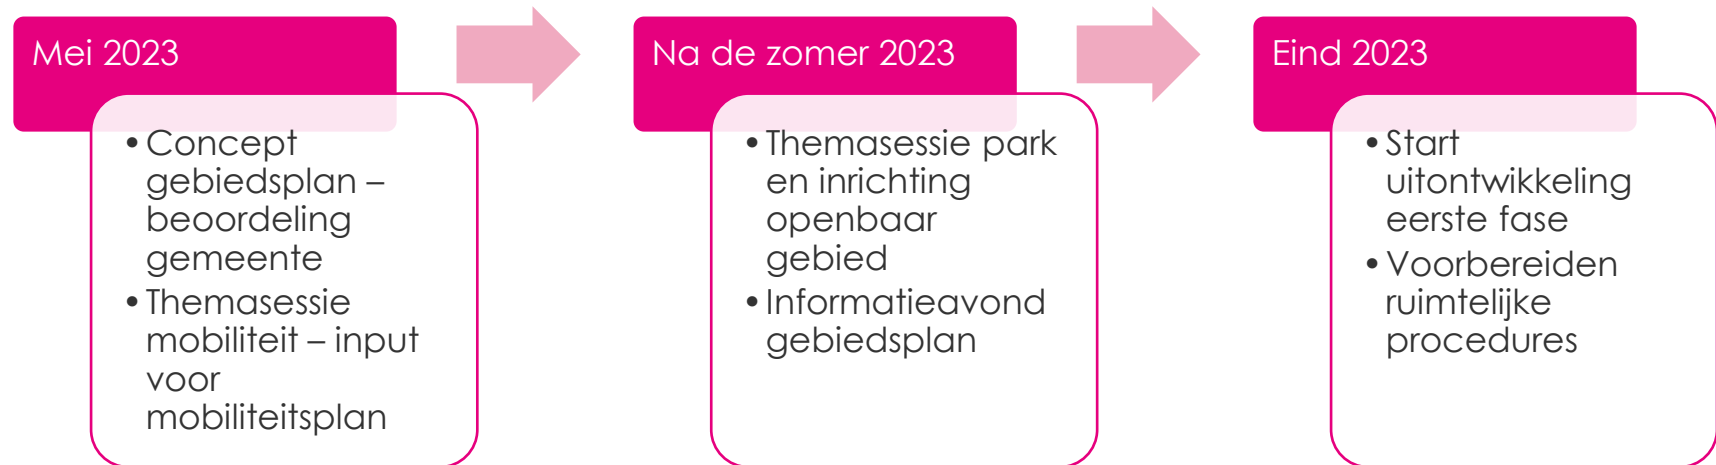 Mei 2023
• Concept
gebiedsplan –
beoordeling
gemeente
• Themasessie
mobiliteit – input
voor
mobiliteitsplan
Na de zomer 2023
• Themasessie park
en inrichting
openbaar
gebied
• Informatieavond
gebiedsplan
Eind 2023
• Start
uitontwikkeling
eerste fase
• Voorbereiden
ruimtelijke
procedures